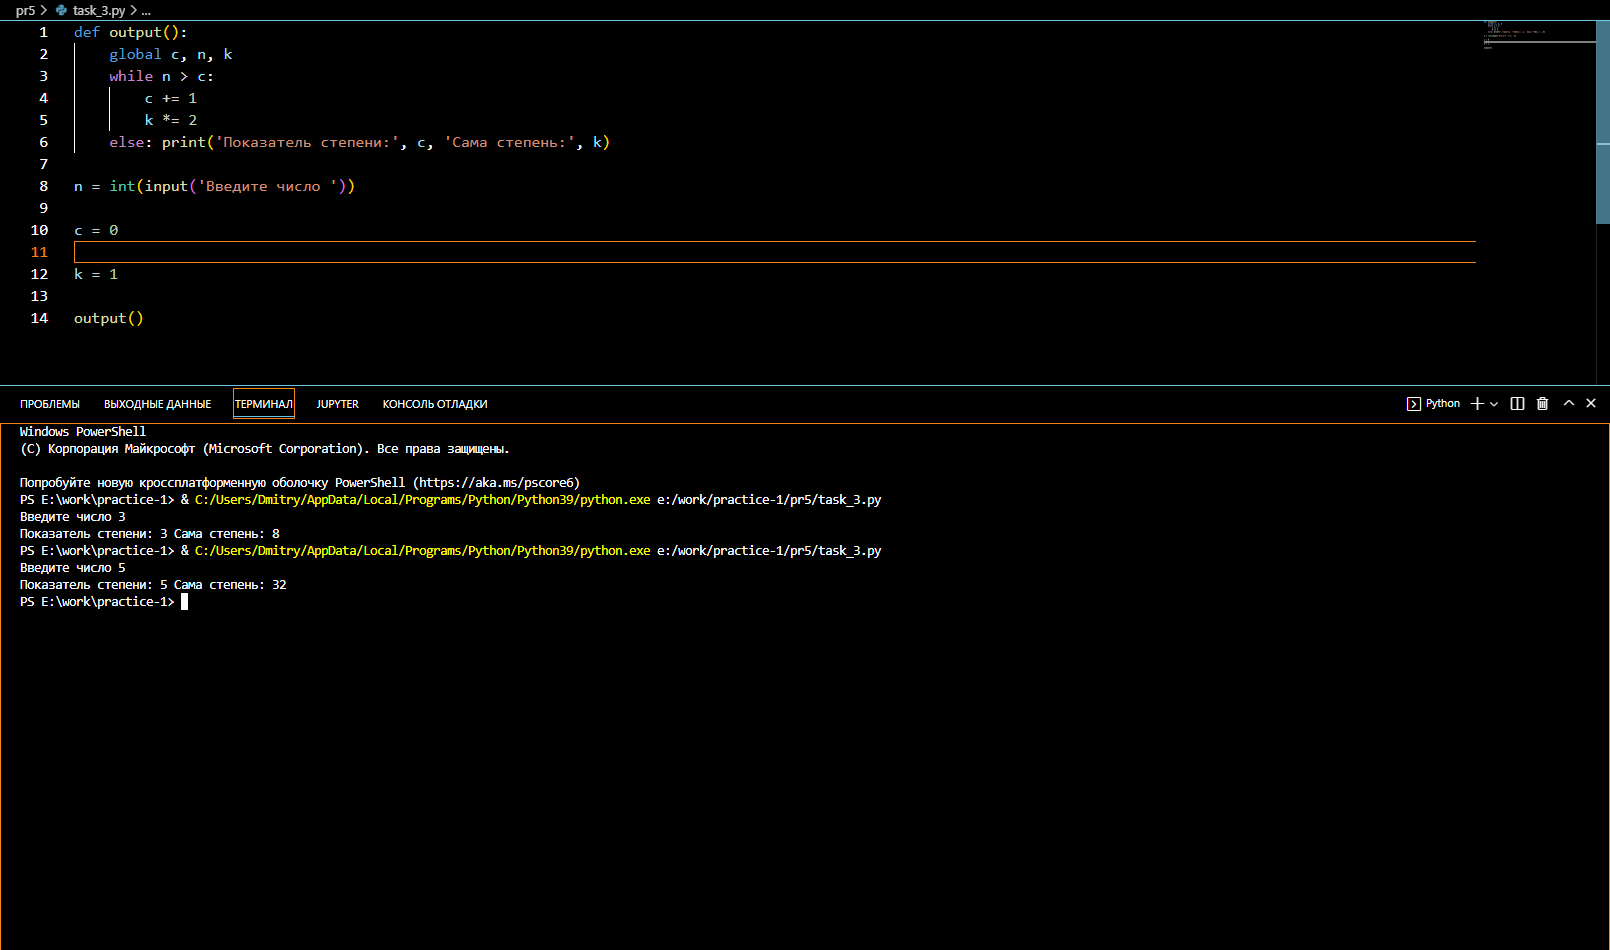 pr5 > task_3.py > ...
1 def output():
2     global c, n, k
3     while n > c:
4         c += 1
5         k *= 2
6     else: print('Показатель степени:', c, 'Сама степень:', k)
7
8 n = int(input('Введите число '))
9
10 c = 0
11
12 k = 1
13
14 output()
ПРОБЛЕМЫ ВЫХОДНЫЕ ДАННЫЕ ТЕРМИНАЛ JUPYTER КОНСОЛЬ ОТЛАДКИ Python
Windows PowerShell
(C) Корпорация Майкрософт (Microsoft Corporation). Все права защищены.
Попробуйте новую кроссплатформенную оболочку PowerShell (https://aka.ms/pscore6)
PS E:\work\practice-1> & C:/Users/Dmitry/AppData/Local/Programs/Python/Python39/python.exe e:/work/practice-1/pr5/task_3.py
Введите число 3
Показатель степени: 3 Сама степень: 8
PS E:\work\practice-1> & C:/Users/Dmitry/AppData/Local/Programs/Python/Python39/python.exe e:/work/practice-1/pr5/task_3.py
Введите число 5
Показатель степени: 5 Сама степень: 32
PS E:\work\practice-1>